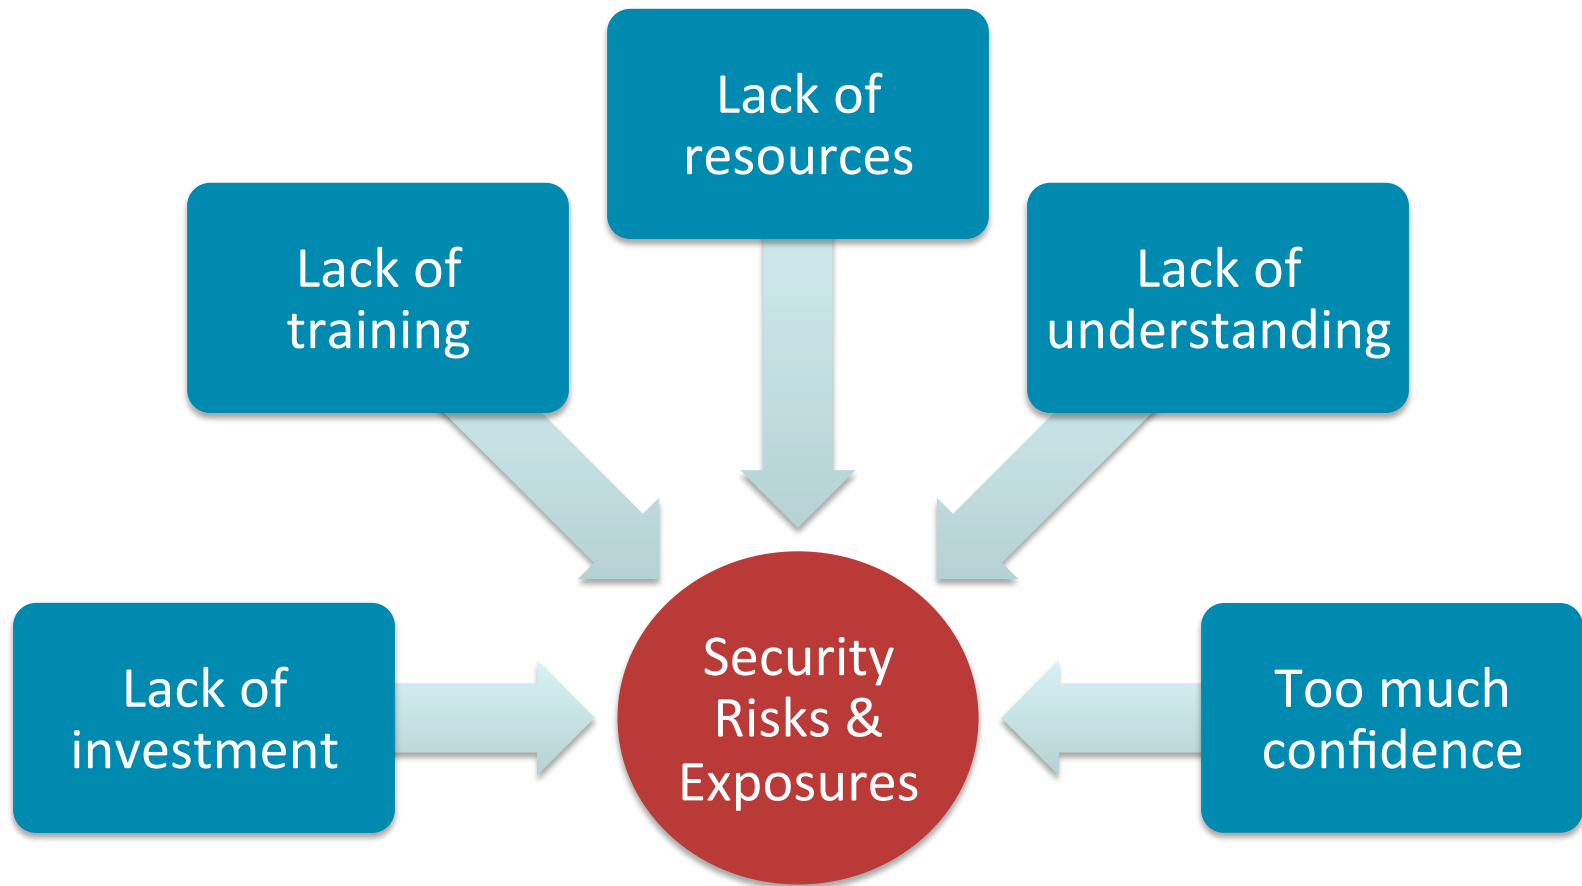 Lack of
resources
Lack of
training
Lack of
understanding
Lack of
investment
Security
Risks &
Exposures
Too much
confidence